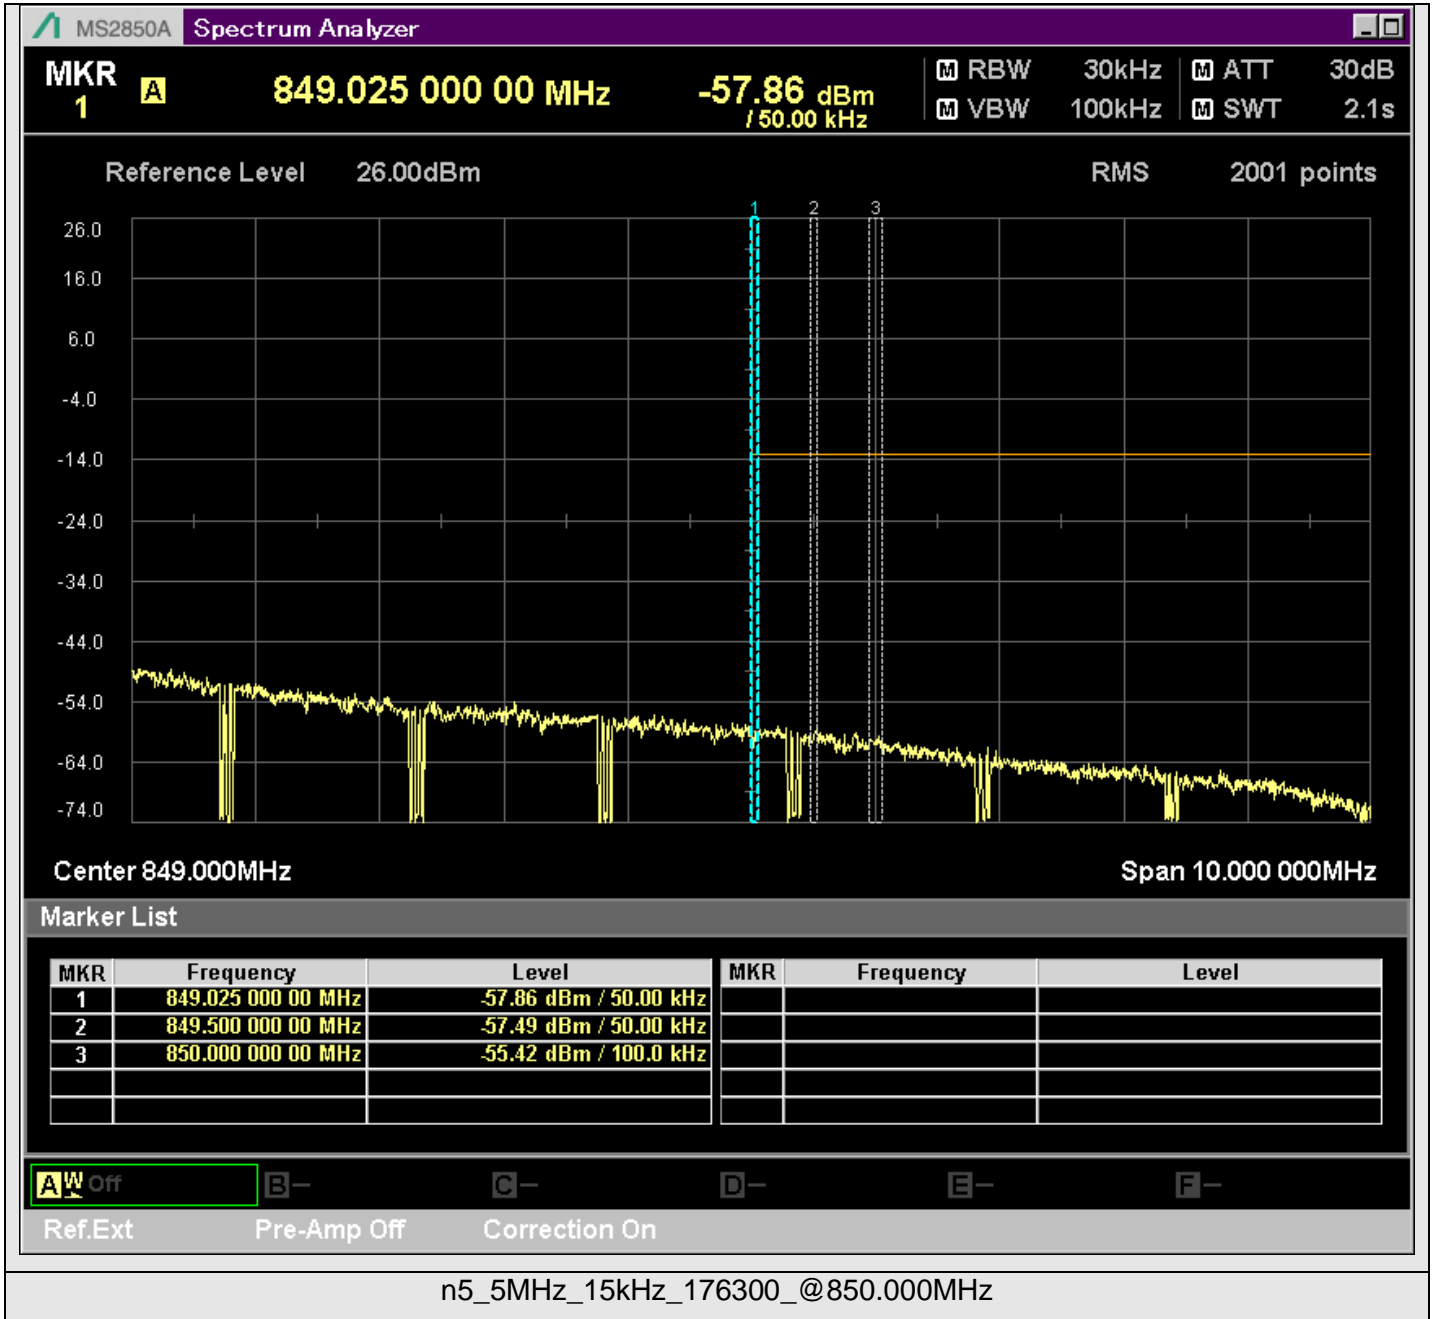 MS2850A Spectrum Analyzer
MKR 1 A 849.025 000 00 MHz -57.86 dBm / 50.00 kHz
M RBW 30kHz M ATT 30dB
M VBW 100kHz M SWT 2.1s
Reference Level 26.00dBm RMS 2001 points
1 2 3
26.0
16.0
6.0
-4.0
-14.0
-24.0
-34.0
-44.0
-54.0
-64.0
-74.0
Center 849.000MHz Span 10.000 000MHz
Marker List
MKR Frequency Level MKR Frequency Level
1 849.025 000 00 MHz -57.86 dBm / 50.00 kHz
2 849.500 000 00 MHz -57.49 dBm / 50.00 kHz
3 850.000 000 00 MHz -55.42 dBm / 100.0 kHz
A W Off B — C — D — E — F —
Ref.Ext Pre-Amp Off Correction On
n5_5MHz_15kHz_176300_@850.000MHz